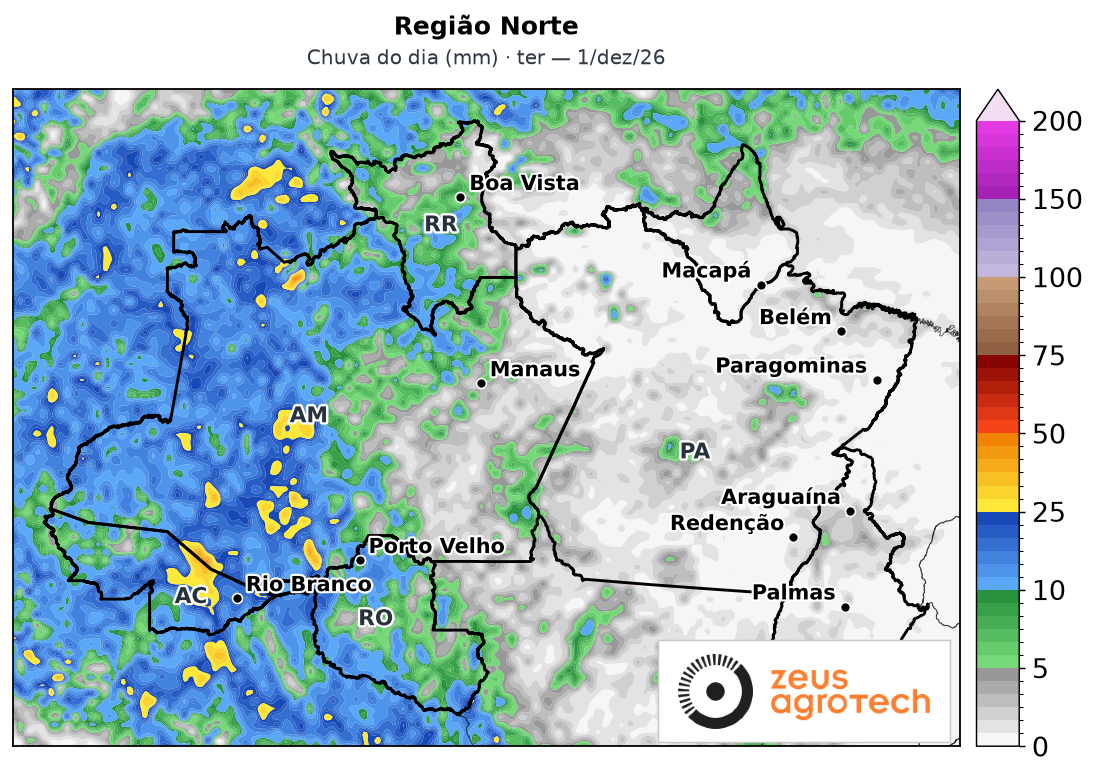 Região Norte
Chuva do dia (mm) · ter — 1/dez/26
Boa Vista
RR
Macapá
Belém
Manaus
Paragominas
AM
PA
Araguaína
Redenção
Porto Velho
Rio Branco
AC
Palmas
RO
zeus
agrotech
200
150
100
75
50
25
10
5
0